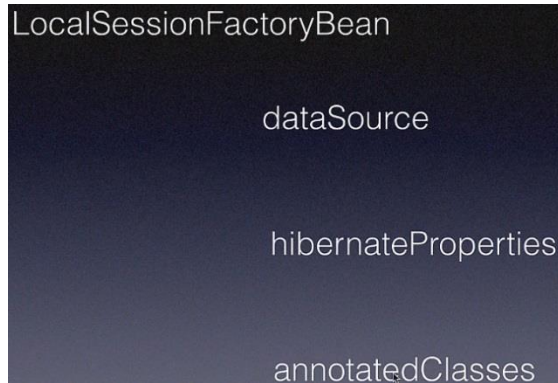 LocalSessionFactoryBean
dataSource
hibernateProperties
annotatedClasses